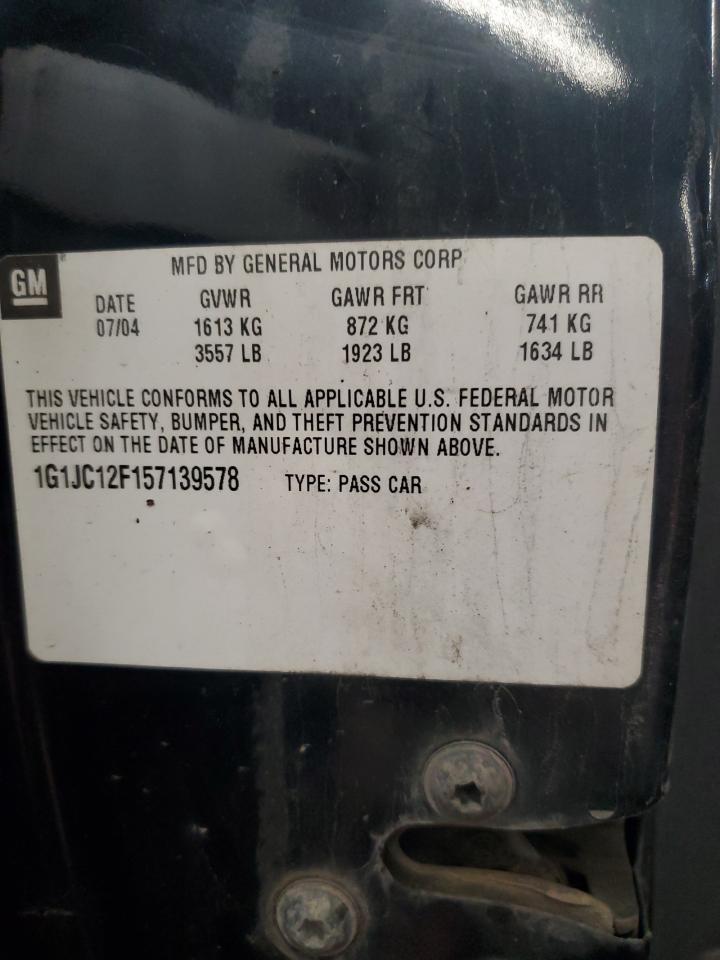 GM
MFD BY GENERAL MOTORS CORP
DATE GVWR GAWR FRT GAWR RR
07/04 1613 KG 872 KG 741 KG
3557 LB 1923 LB 1634 LB
THIS VEHICLE CONFORMS TO ALL APPLICABLE U.S. FEDERAL MOTOR
VEHICLE SAFETY, BUMPER, AND THEFT PREVENTION STANDARDS IN
EFFECT ON THE DATE OF MANUFACTURE SHOWN ABOVE.
1G1JC12F157139578 TYPE: PASS CAR